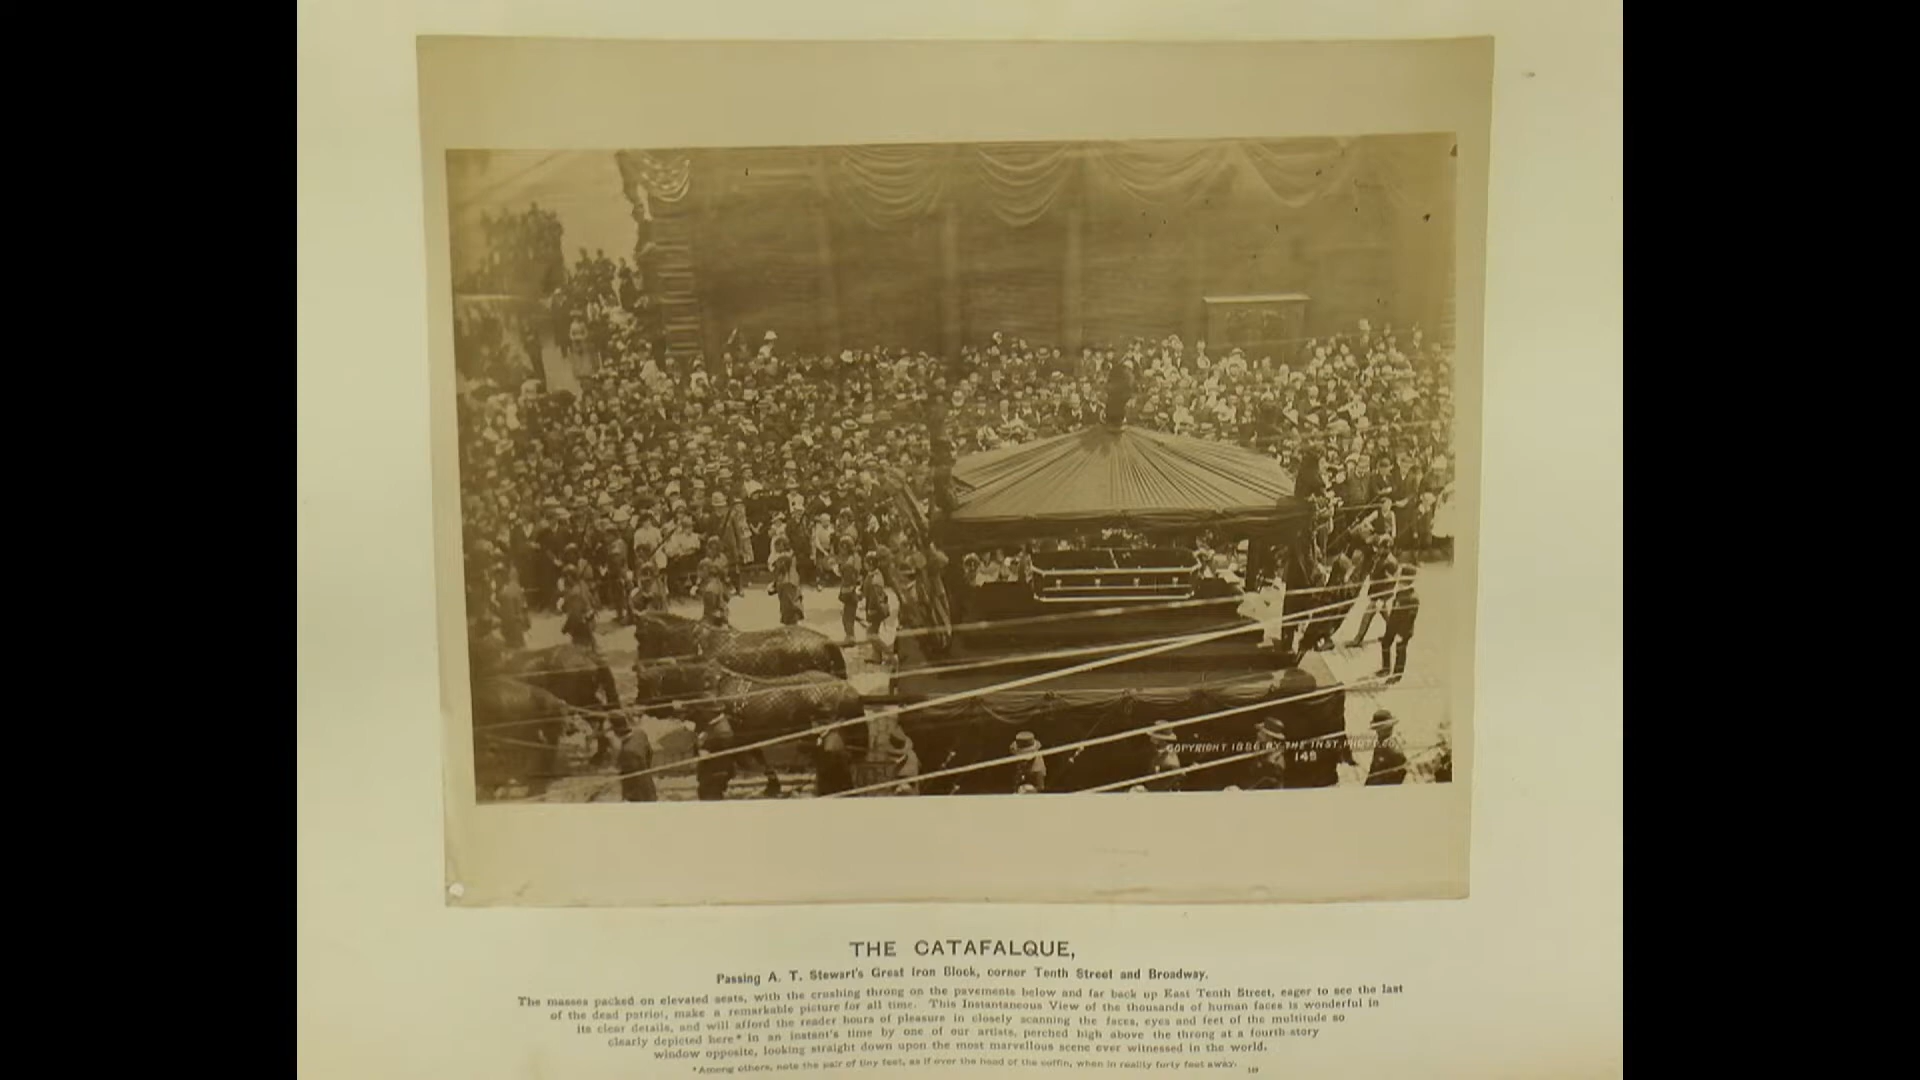 COPYRIGHT 1886 BY THE INST. PHOTO CO.
148
THE CATAFALQUE,
Passing A. T. Stewart's Great Iron Block, corner Tenth Street and Broadway.
The masses packed on elevated seats, with the crushing throng on the pavements below and far back up East Tenth Street, eager to see the last
of the dead patriot, make a remarkable picture for all time. This Instantaneous View of the thousands of human faces is wonderful in
its clear details, and will afford the reader hours of pleasure in closely scanning the faces, eyes and feet of the multitude so
clearly depicted here* in an instant's time by one of our artists, perched high above the throng at a fourth story
window opposite, looking straight down upon the most marvellous scene ever witnessed in the world.
*Among others, note the pair of tiny feet, as if over the head of the coffin, when in reality forty feet away.